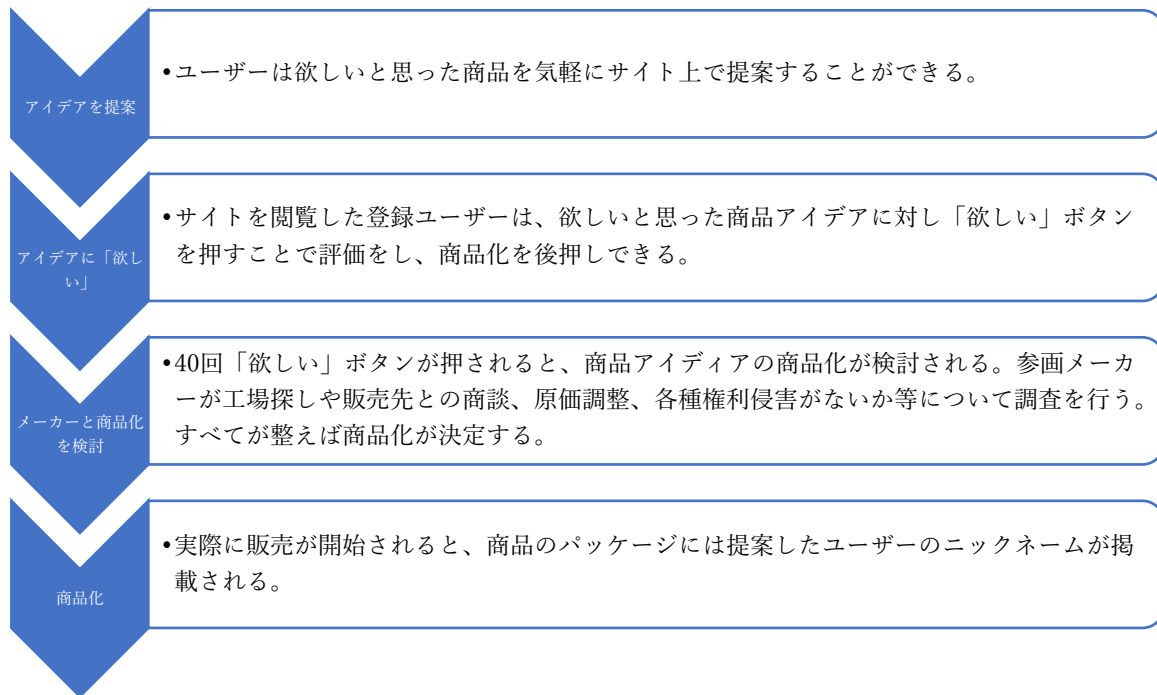 アイデアを提案
•ユーザーは欲しいと思った商品を気軽にサイト上で提案することができる。
アイデアに「欲し
い」
•サイトを閲覧した登録ユーザーは、欲しいと思った商品アイデアに対し「欲しい」ボタン
を押すことで評価をし、商品化を後押しできる。
メーカーと商品化
を検討
•40回「欲しい」ボタンが押されると、商品アイディアの商品化が検討される。参画メーカ
ーが工場探しや販売先との商談、原価調整、各種権利侵害がないか等について調査を行う。
すべてが整えば商品化が決定する。
商品化
•実際に販売が開始されると、商品のパッケージには提案したユーザーのニックネームが掲
載される。